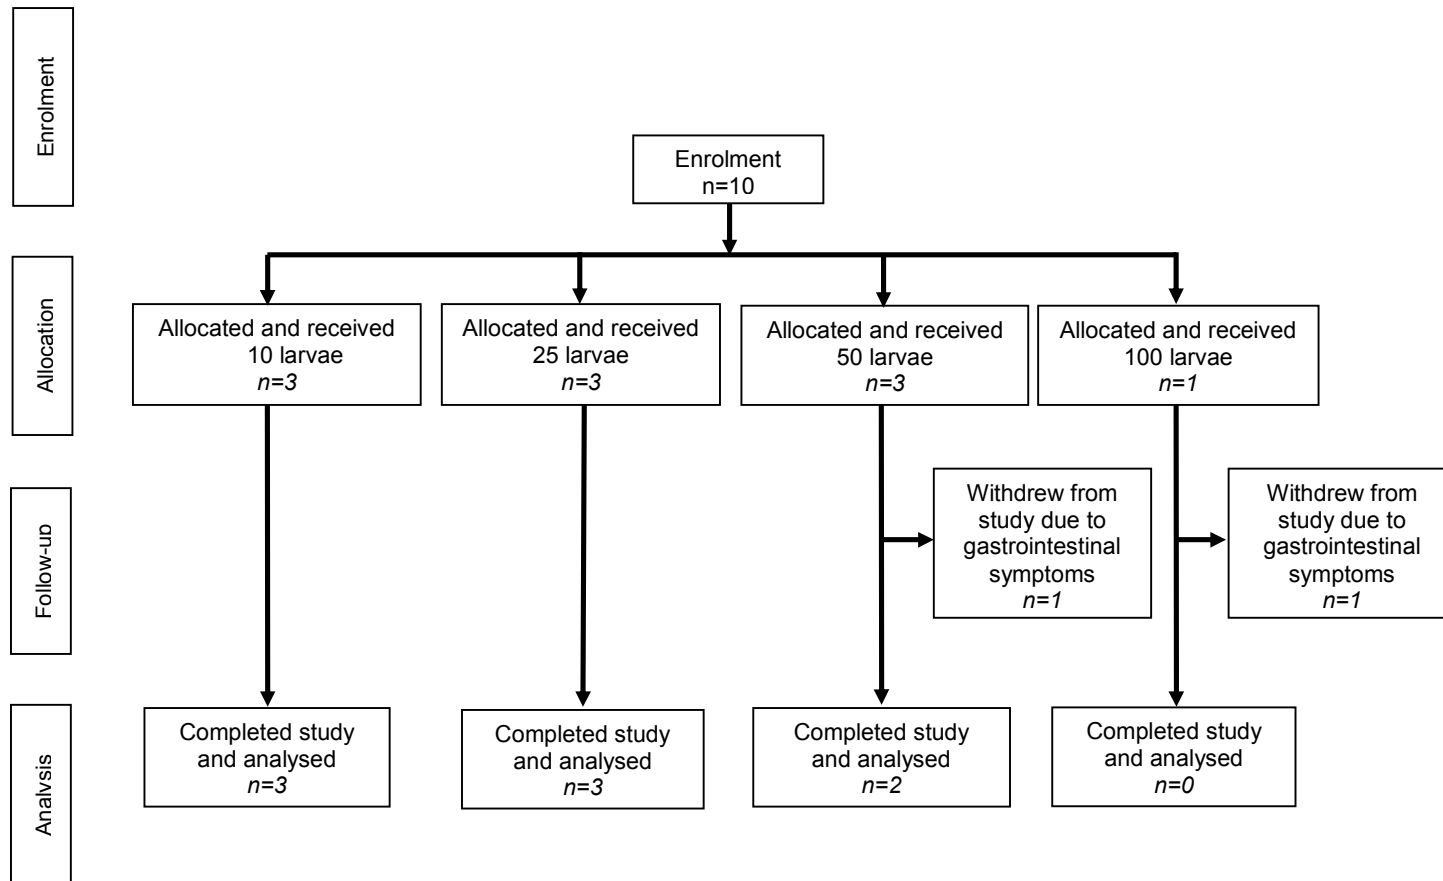 Enrolment
Enrolment
n=10
Allocation
Allocated and received
10 larvae
n=3
Allocated and received
25 larvae
n=3
Allocated and received
50 larvae
n=3
Allocated and received
100 larvae
n=1
Follow-up
Withdrew from
study due to
gastrointestinal
symptoms
n=1
Withdrew from
study due to
gastrointestinal
symptoms
n=1
Analysis
Completed study
and analysed
n=3
Completed study
and analysed
n=3
Completed study
and analysed
n=2
Completed study
and analysed
n=0